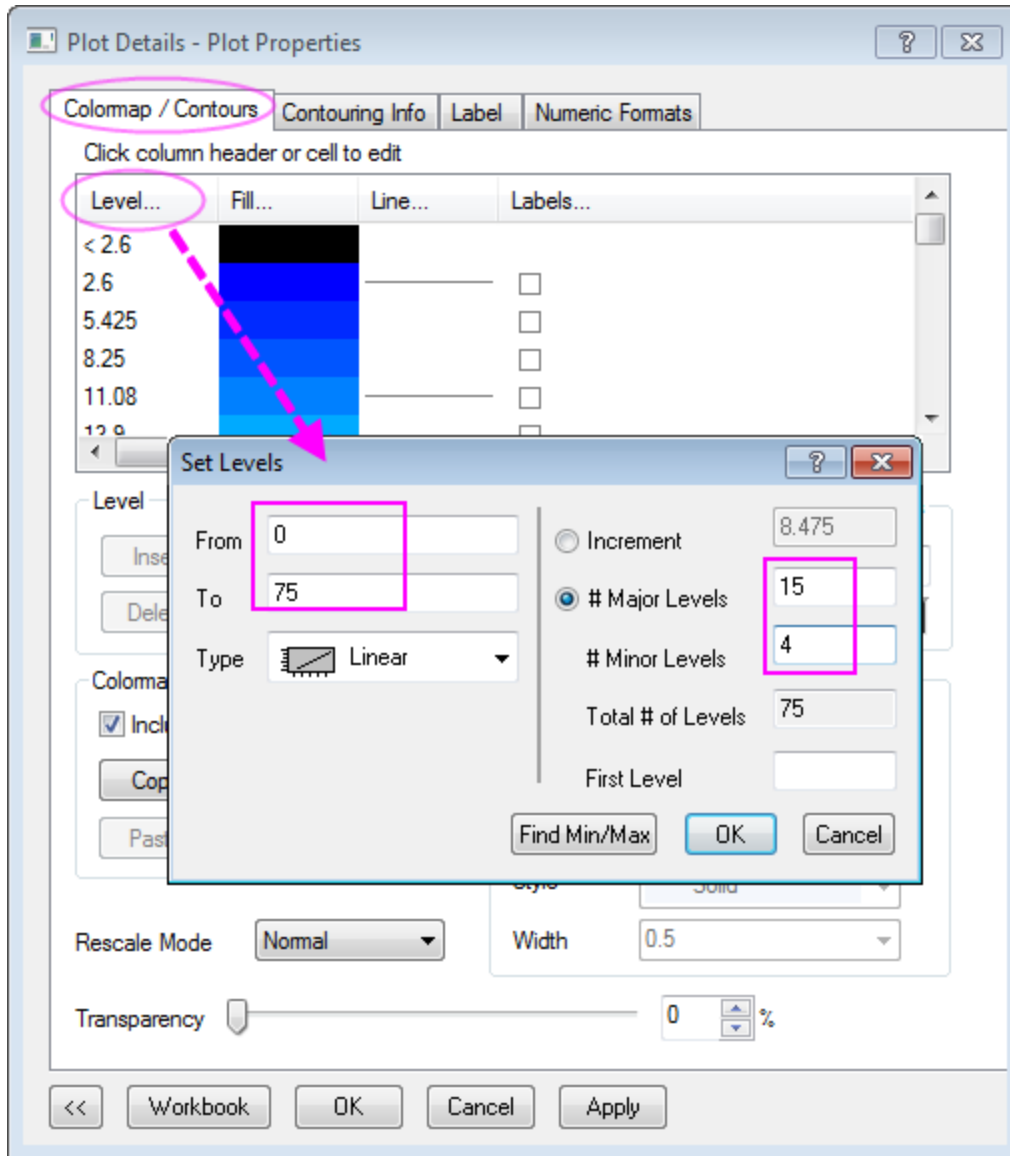 Plot Details - Plot Properties
Colormap / Contours Contouring Info Label Numeric Formats
Click column header or cell to edit
Level... Fill... Line... Labels...
< 2.6
2.6
5.425
8.25
11.08
Set Levels
Level
From 0
To 75
Type Linear
Increment 8.475
# Major Levels 15
# Minor Levels 4
Total # of Levels 75
First Level
Find Min/Max OK Cancel
Rescale Mode Normal
Width 0.5
Transparency 0 %
<< Workbook OK Cancel Apply